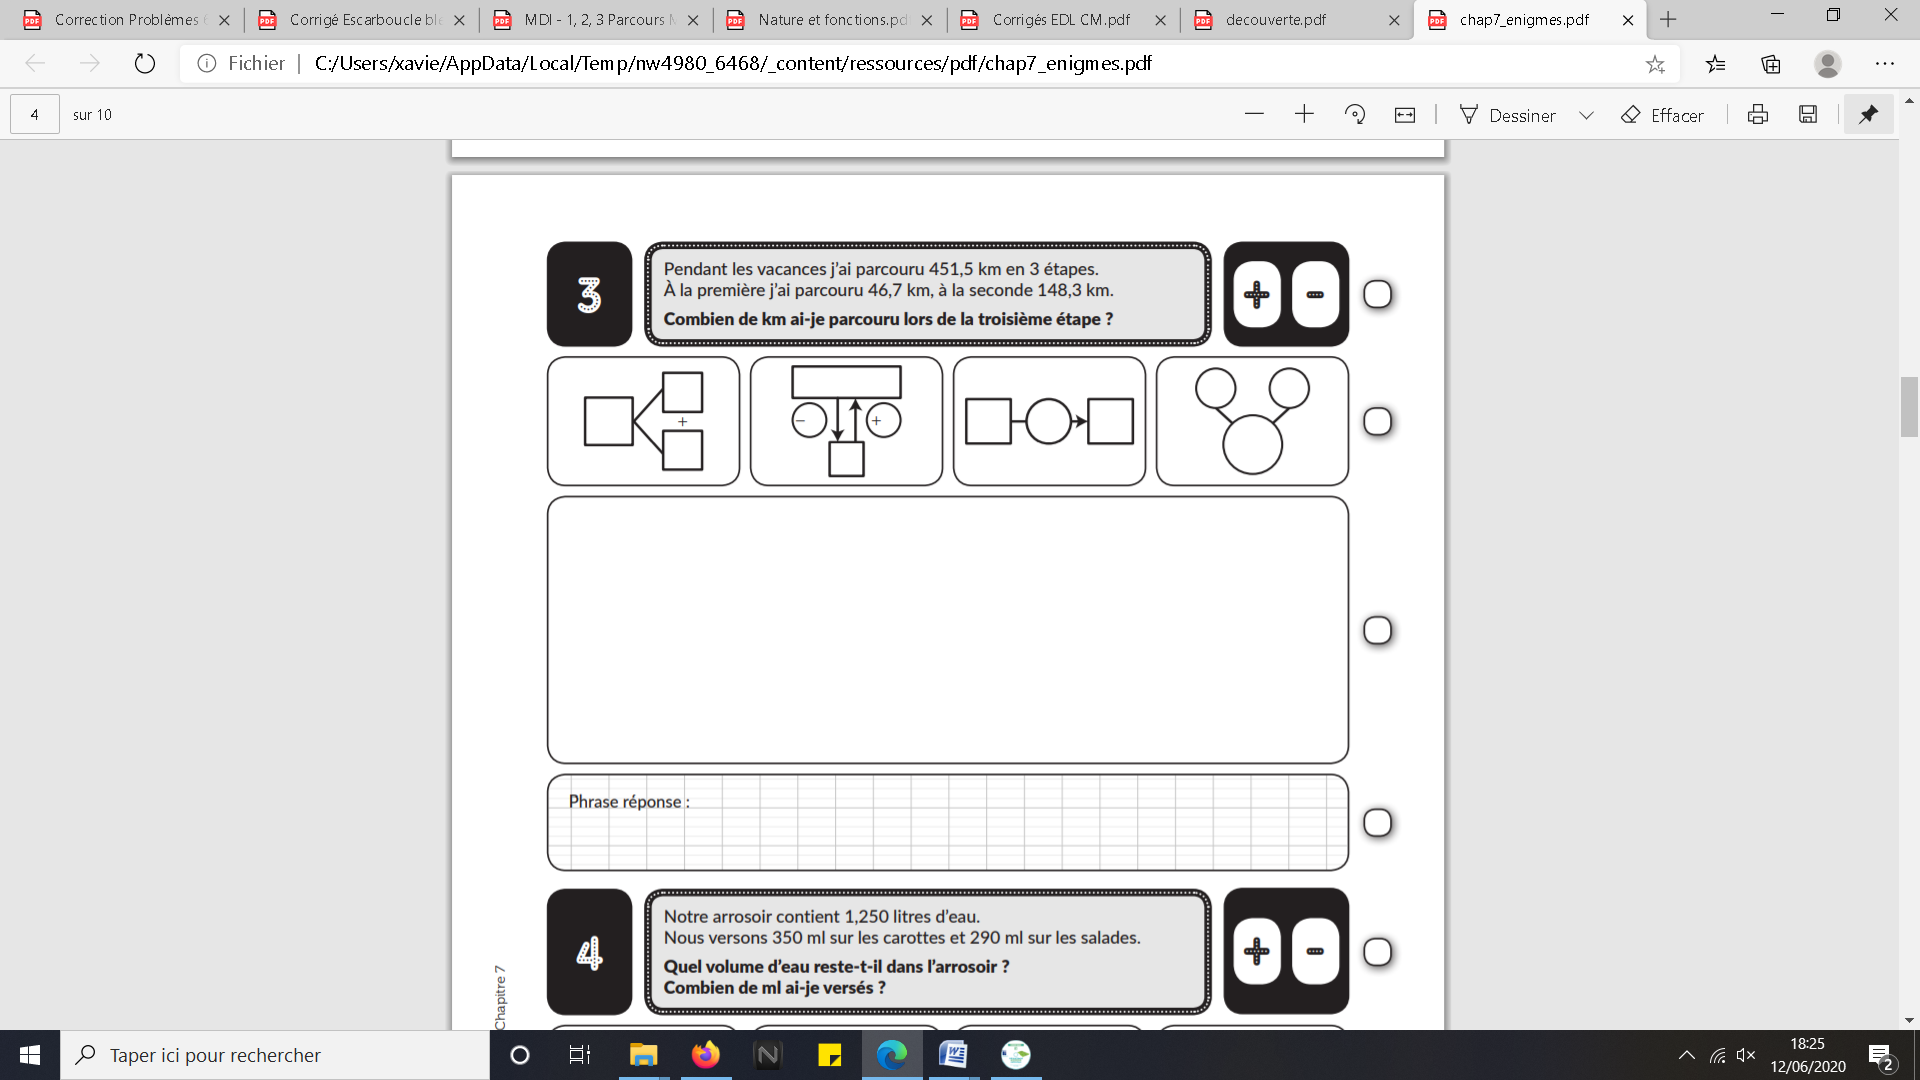 Correction Problèmes
Corrigé Escarboucle ble
MDI - 1, 2, 3 Parcours M
Nature et fonctions.pd
Corrigés EDL CM.pdf
decouverte.pdf
chap7_enigmes.pdf
Fichier
C:/Users/xavie/AppData/Local/Temp/nw4980_6468/_content/ressources/pdf/chap7_enigmes.pdf
4 sur 10
Dessiner
Effacer
3
Pendant les vacances j'ai parcouru 451,5 km en 3 étapes.
À la première j'ai parcouru 46,7 km, à la seconde 148,3 km.
Combien de km ai-je parcouru lors de la troisième étape ?
+ -
+
- +
Phrase réponse :
4
Notre arrosoir contient 1,250 litres d'eau.
Nous versons 350 ml sur les carottes et 290 ml sur les salades.
Quel volume d'eau reste-t-il dans l'arrosoir ?
Combien de ml ai-je versés ?
+ -
Chapitre 7
Taper ici pour rechercher
18:25
12/06/2020
2